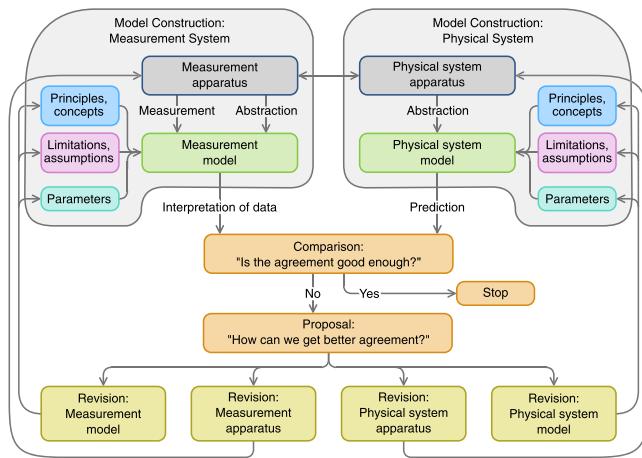 Model Construction:
Measurement System
Model Construction:
Physical System
Measurement
apparatus
Physical system
apparatus
Principles,
concepts
Measurement
Abstraction
Abstraction
Principles,
concepts
Limitations,
assumptions
Measurement
model
Physical system
model
Limitations,
assumptions
Parameters
Parameters
Interpretation of data
Prediction
Comparison:
"Is the agreement good enough?"
No
Yes
Stop
Proposal:
"How can we get better agreement?"
Revision:
Measurement
model
Revision:
Measurement
apparatus
Revision:
Physical system
apparatus
Revision:
Physical system
model